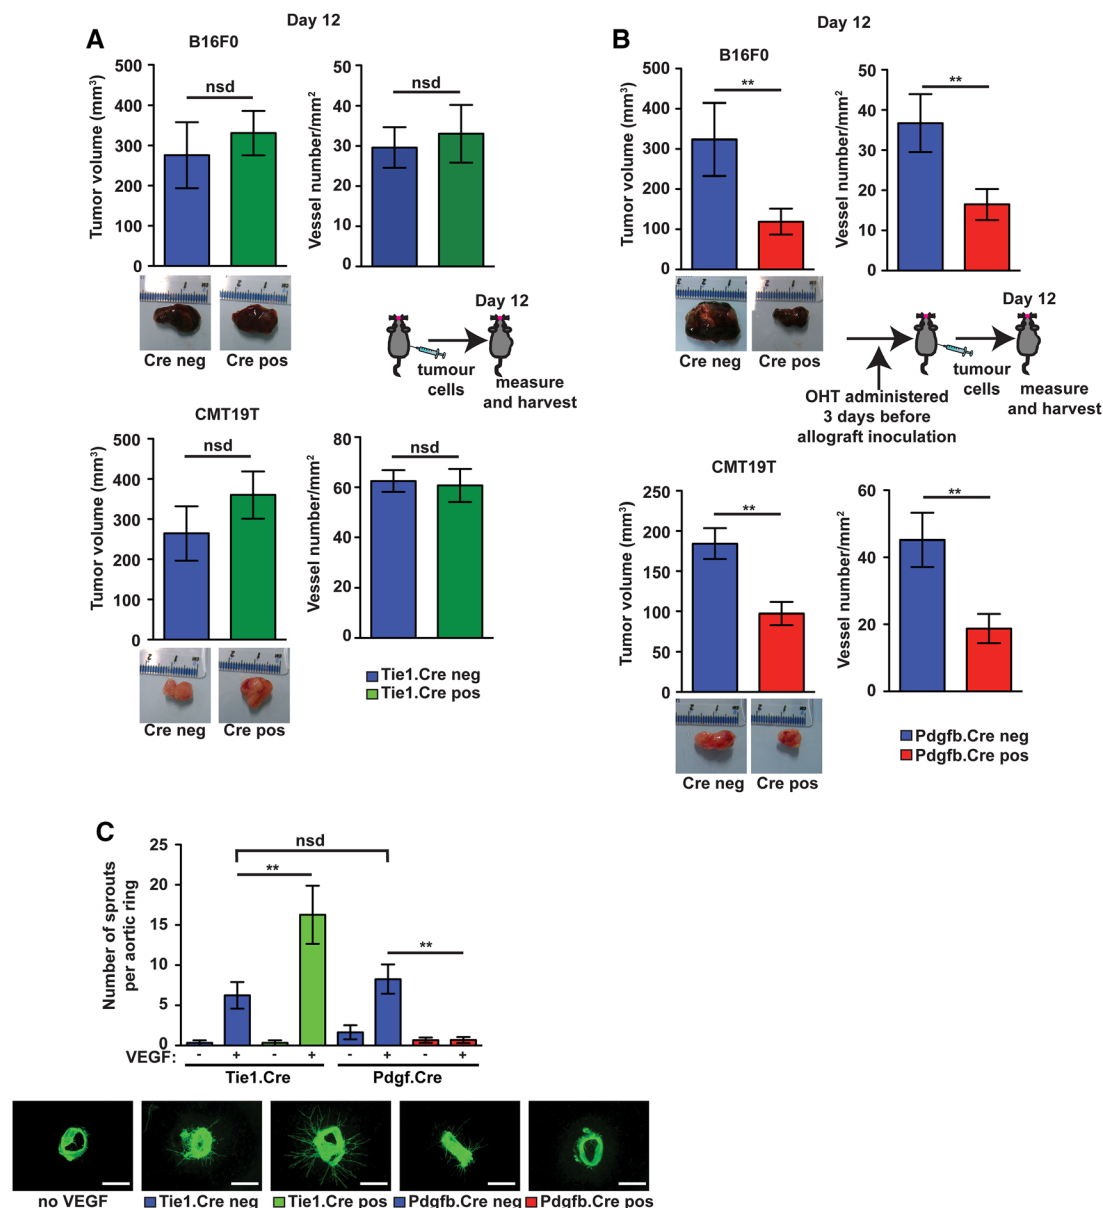 Day 12
A
B16F0
Tumor volume (mm³)
500
400
300
200
100
0
nsd
Vessel number/mm²
50
40
30
20
10
0
nsd
Cre neg
Cre pos
tumour
cells
Day 12
measure
and harvest
CMT19T
Tumor volume (mm³)
500
400
300
200
100
0
nsd
Vessel number/mm²
80
60
40
20
0
nsd
Cre neg
Cre pos
Tie1.Cre neg
Tie1.Cre pos
Day 12
B
B16F0
Tumor volume (mm³)
500
400
300
200
100
0
**
Vessel number/mm²
50
40
30
20
10
0
**
Cre neg
Cre pos
OHT administered
3 days before
allograft inoculation
tumour
cells
Day 12
measure
and harvest
CMT19T
Tumor volume (mm³)
250
200
150
100
50
0
**
Vessel number/mm²
60
40
20
0
**
Cre neg
Cre pos
Pdgfb.Cre neg
Pdgfb.Cre pos
C
Number of sprouts
per aortic ring
25
20
15
10
5
0
nsd
**
**
VEGF: - + - + - + - +
Tie1.Cre
Pdgf.Cre
no VEGF
Tie1.Cre neg
Tie1.Cre pos
Pdgfb.Cre neg
Pdgfb.Cre pos